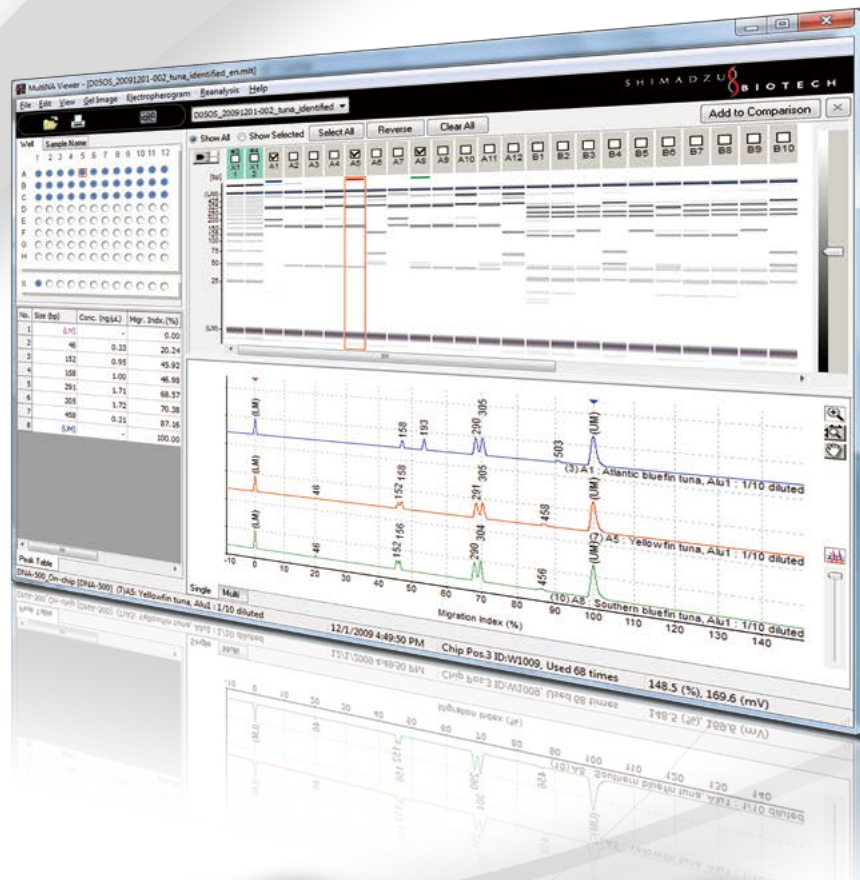 MultiNA Viewer - [D05OS_20091201-002_tuna_identified_en.mlt]
File Edit View Gel Image Electropherogram Reanalysis Help
SHIMADZU BIOTECH
D05OS_20091201-002_tuna_identified
Add to Comparison
Well Sample Name
Show All Show Selected Select All Reverse Clear All
1 2 3 4 5 6 7 8 9 10 11 12
A
B
C
D
E
F
G
H
X
X1 1 X1 2 A1 A2 A3 A4 A5 A6 A7 A8 A9 A10 A11 A12 B1 B2 B3 B4 B5 B6 B7 B8 B9 B10
[bp]
(UM)
100
75
50
25
(LM)
No. Size (bp) Conc. (ng/uL) Migr. Indx.(%)
1 (LM) - 0.00
2 46 0.33 20.24
3 152 0.95 45.92
4 158 1.00 46.98
5 291 1.71 68.57
6 305 1.72 70.38
7 458 0.21 87.16
8 (UM) - 100.00
(LM) 158 193 290 305 503 (UM)
(3) A1 : Atlantic bluefin tuna, Alu1 : 1/10 diluted
(LM) 46 152 158 291 305 458 (UM)
(7) A5 : Yellowfin tuna, Alu1 : 1/10 diluted
(LM) 46 152 156 290 304 456 (UM)
(10) A8 : Southern bluefin tuna, Alu1 : 1/10 diluted
-10 0 10 20 30 40 50 60 70 80 90 100 110 120 130 140
Migration Index (%)
Peak Table
Single Multi
DNA-500_On-chip [DNA-500] (7)A5: Yellowfin tuna, Alu1 : 1/10 diluted
12/1/2009 4:49:50 PM Chip Pos.3 ID:W1009, Used 68 times 148.5 (%), 169.6 (mV)